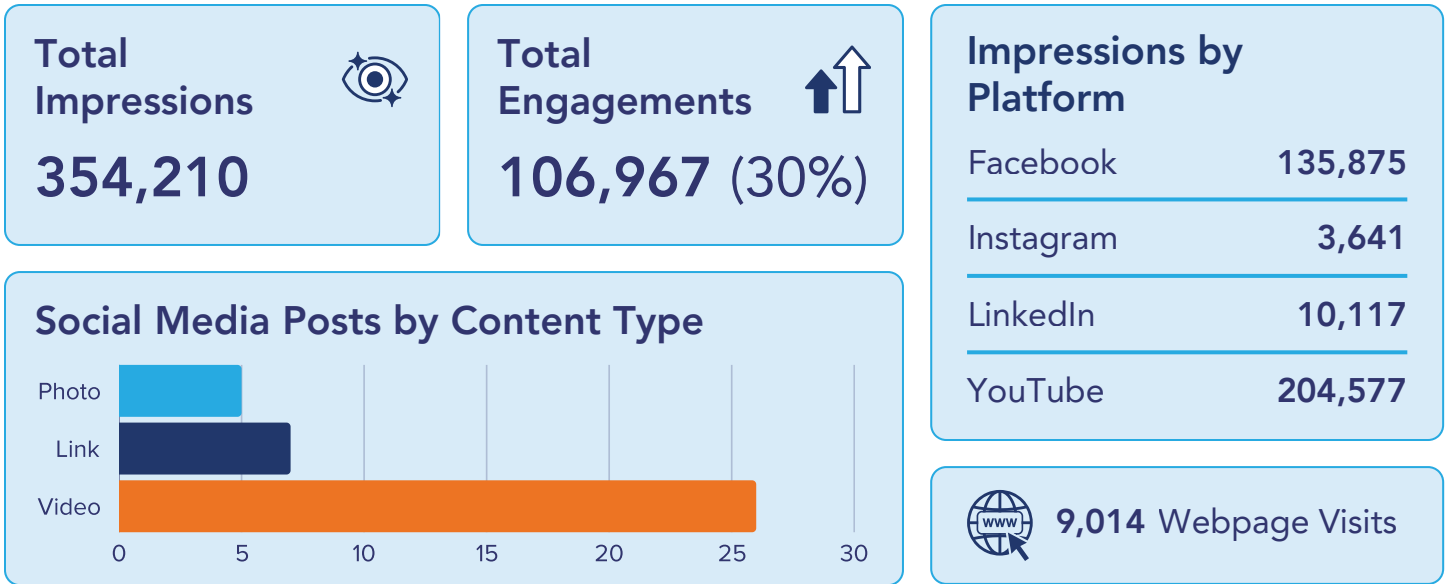 Total
Impressions
354,210
Total
Engagements
106,967 (30%)
Impressions by
Platform
Facebook 135,875
Instagram 3,641
LinkedIn 10,117
YouTube 204,577
Social Media Posts by Content Type
Photo
Link
Video
0 5 10 15 20 25 30
www
9,014 Webpage Visits